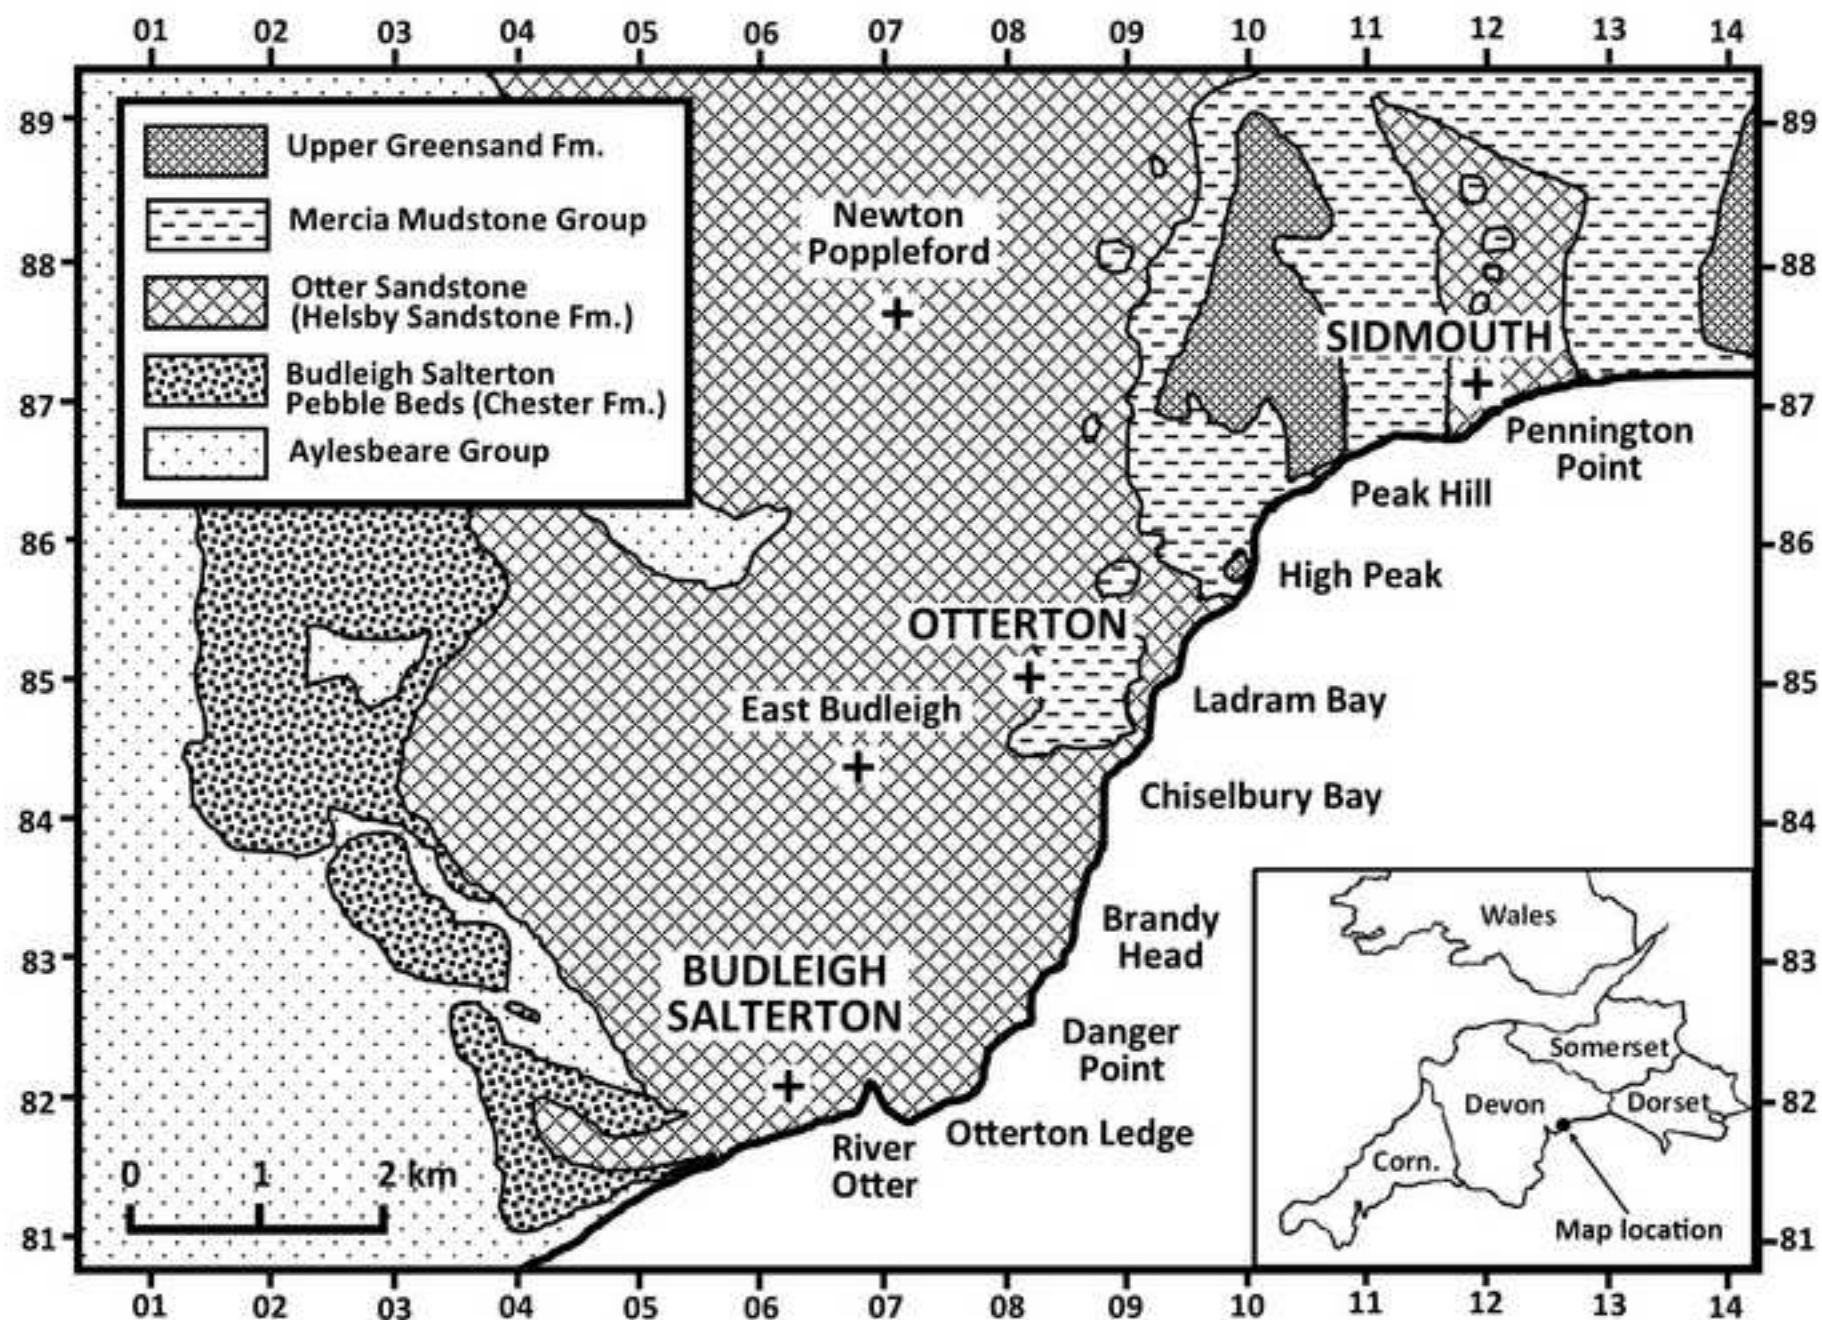 01 02 03 04 05 06 07 08 09 10 11 12 13 14
89 89
Upper Greensand Fm.
Mercia Mudstone Group
Otter Sandstone
(Helsby Sandstone Fm.)
Budleigh Salterton
Pebble Beds (Chester Fm.)
Aylesbeare Group
Newton
Poppleford
88 88
SIDMOUTH
87 87
Pennington
Point
Peak Hill
86 86
High Peak
OTTERTON
85 85
Ladram Bay
East Budleigh
Chiselbury Bay
84 84
Brandy
Head
83 83
BUDLEIGH
SALTERTON
Danger
Point
82 82
Otterton Ledge
River
Otter
0 1 2 km
81 81
Wales
Somerset
Devon
Dorset
Corn.
Map location
01 02 03 04 05 06 07 08 09 10 11 12 13 14